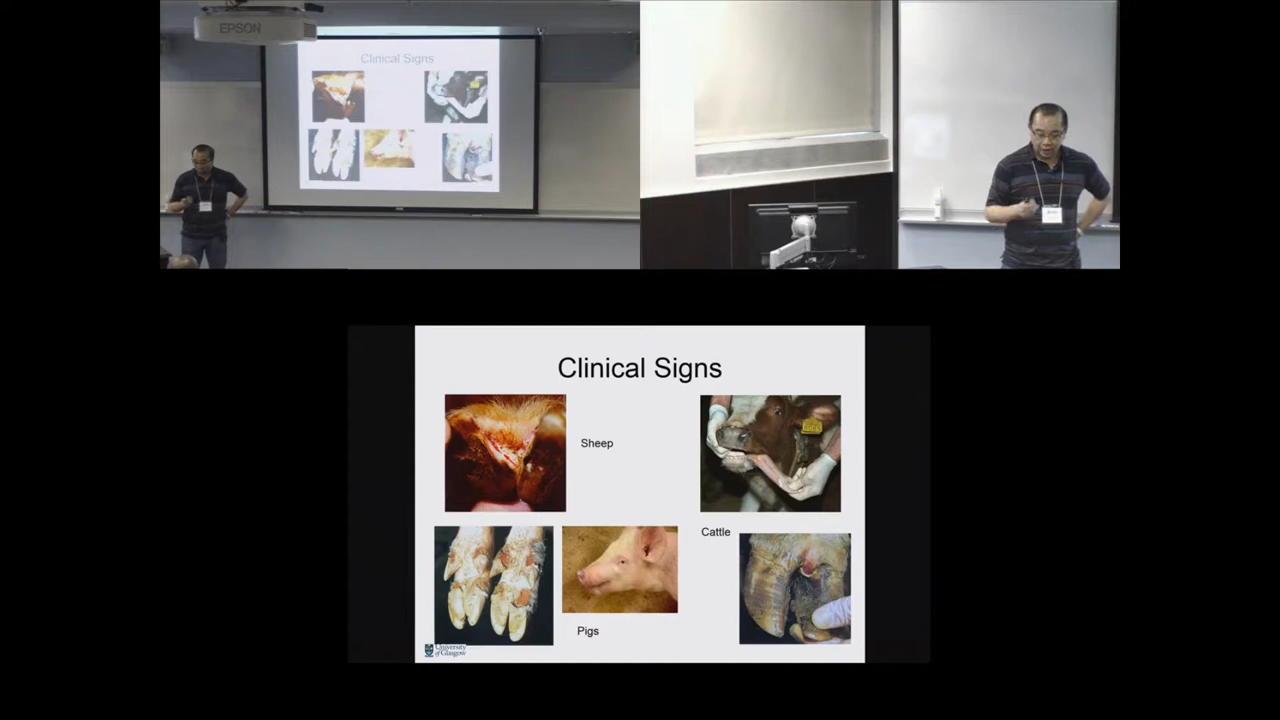 EPSON
Clinical Signs
Clinical Signs
Sheep
Cattle
Pigs
University
of Glasgow